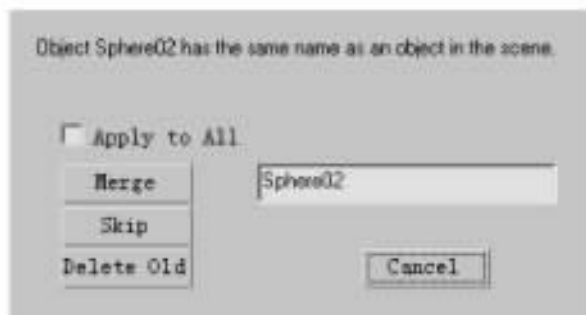 Object Sphere02 has the same name as an object in the scene.
Apply to All
Merge
Sphere02
Skip
Delete Old
Cancel